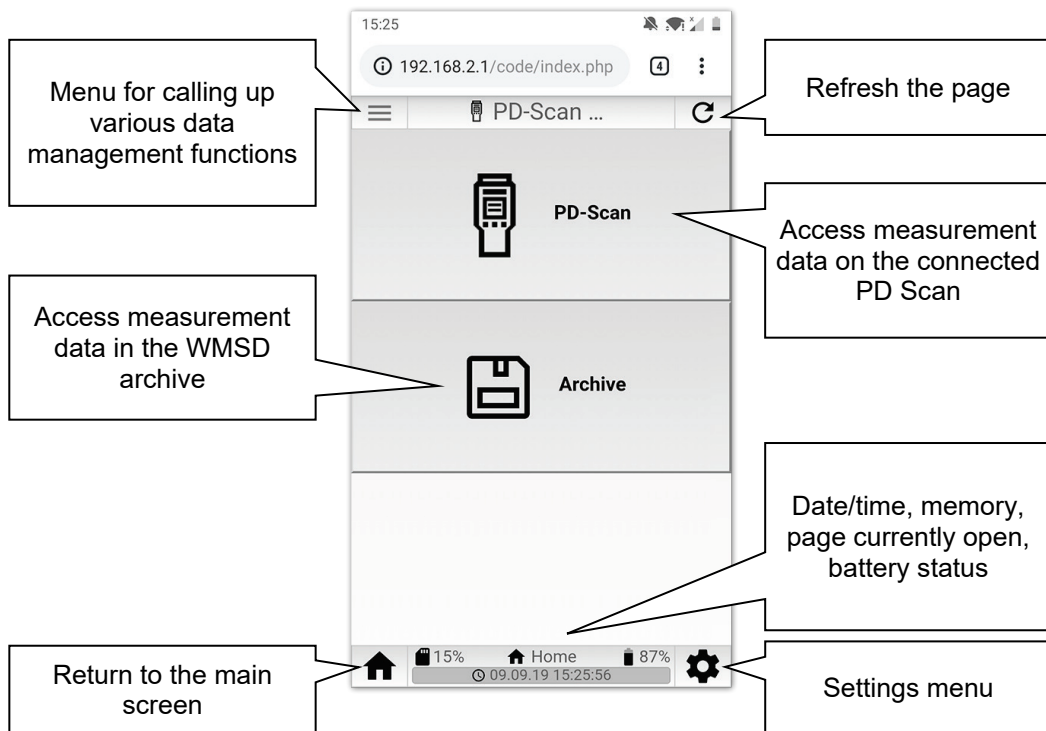 15:25
192.168.2.1/code/index.php
4
PD-Scan ...
Menu for calling up
various data
management functions
Refresh the page
PD-Scan
Access measurement
data on the connected
PD Scan
Access measurement
data in the WMSD
archive
Archive
Date/time, memory,
page currently open,
battery status
15% Home 87%
09.09.19 15:25:56
Return to the main
screen
Settings menu